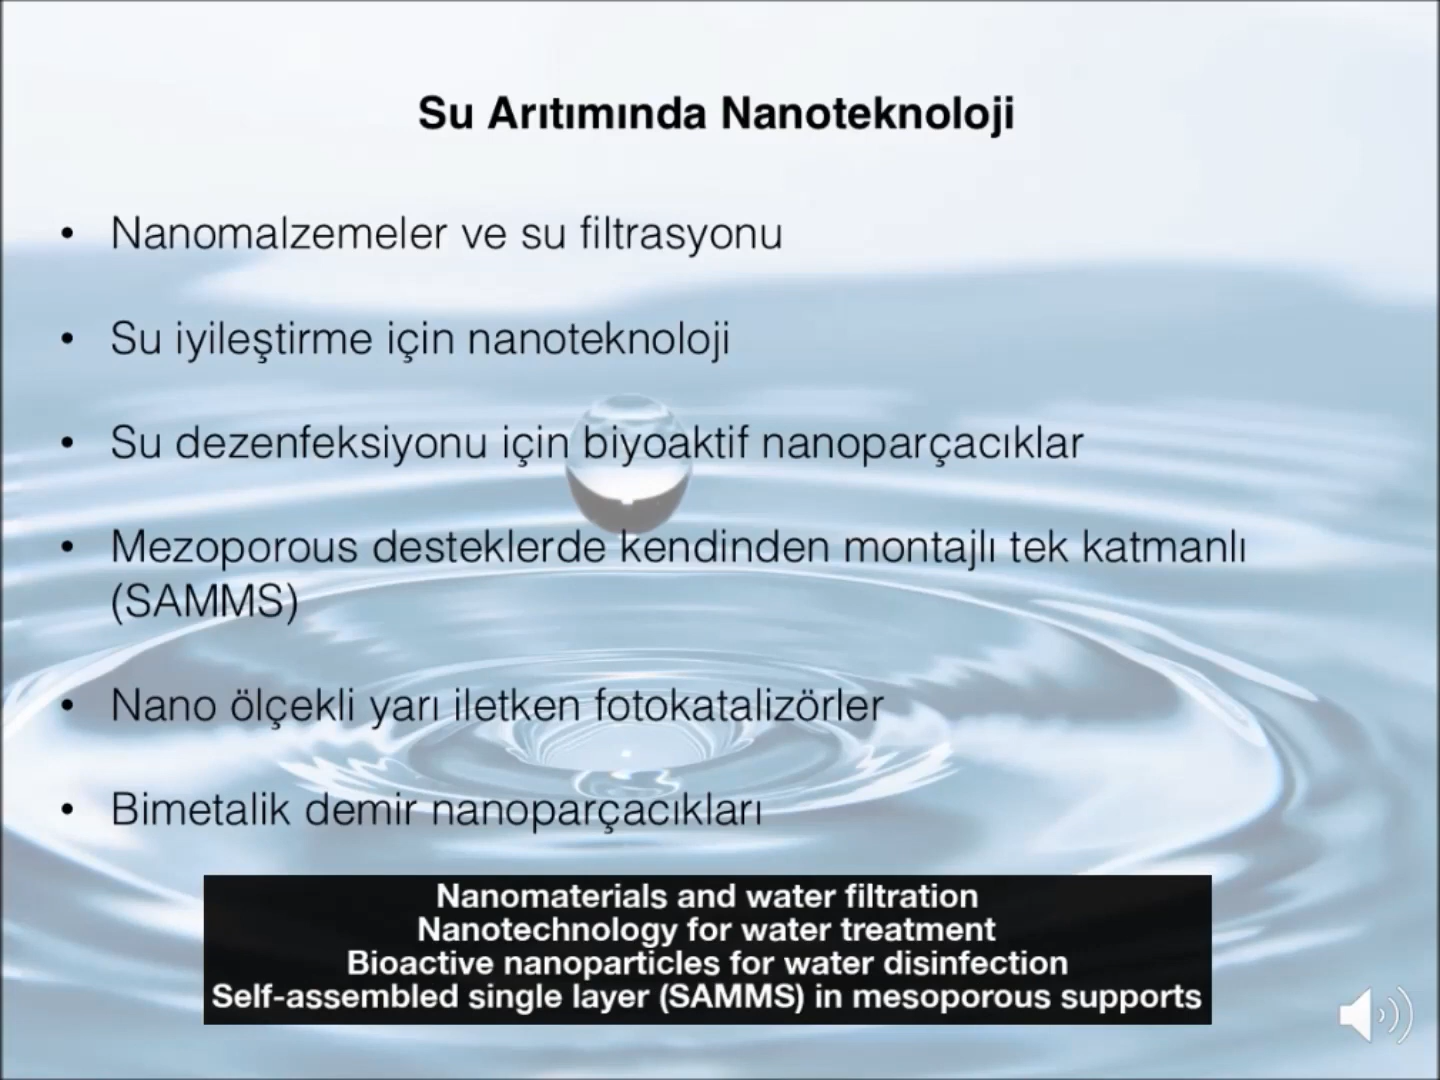 Su Arıtımında Nanoteknoloji
• Nanomalzemeler ve su filtrasyonu
• Su iyileştirme için nanoteknoloji
• Su dezenfeksiyonu için biyoaktif nanoparçacıklar
• Mezoporous desteklerde kendinden montajlı tek katmanlı
(SAMMS)
• Nano ölçekli yarı iletken fotokatalizörler
• Bimetalik demir nanoparçacıkları
Nanomaterials and water filtration
Nanotechnology for water treatment
Bioactive nanoparticles for water disinfection
Self-assembled single layer (SAMMS) in mesoporous supports